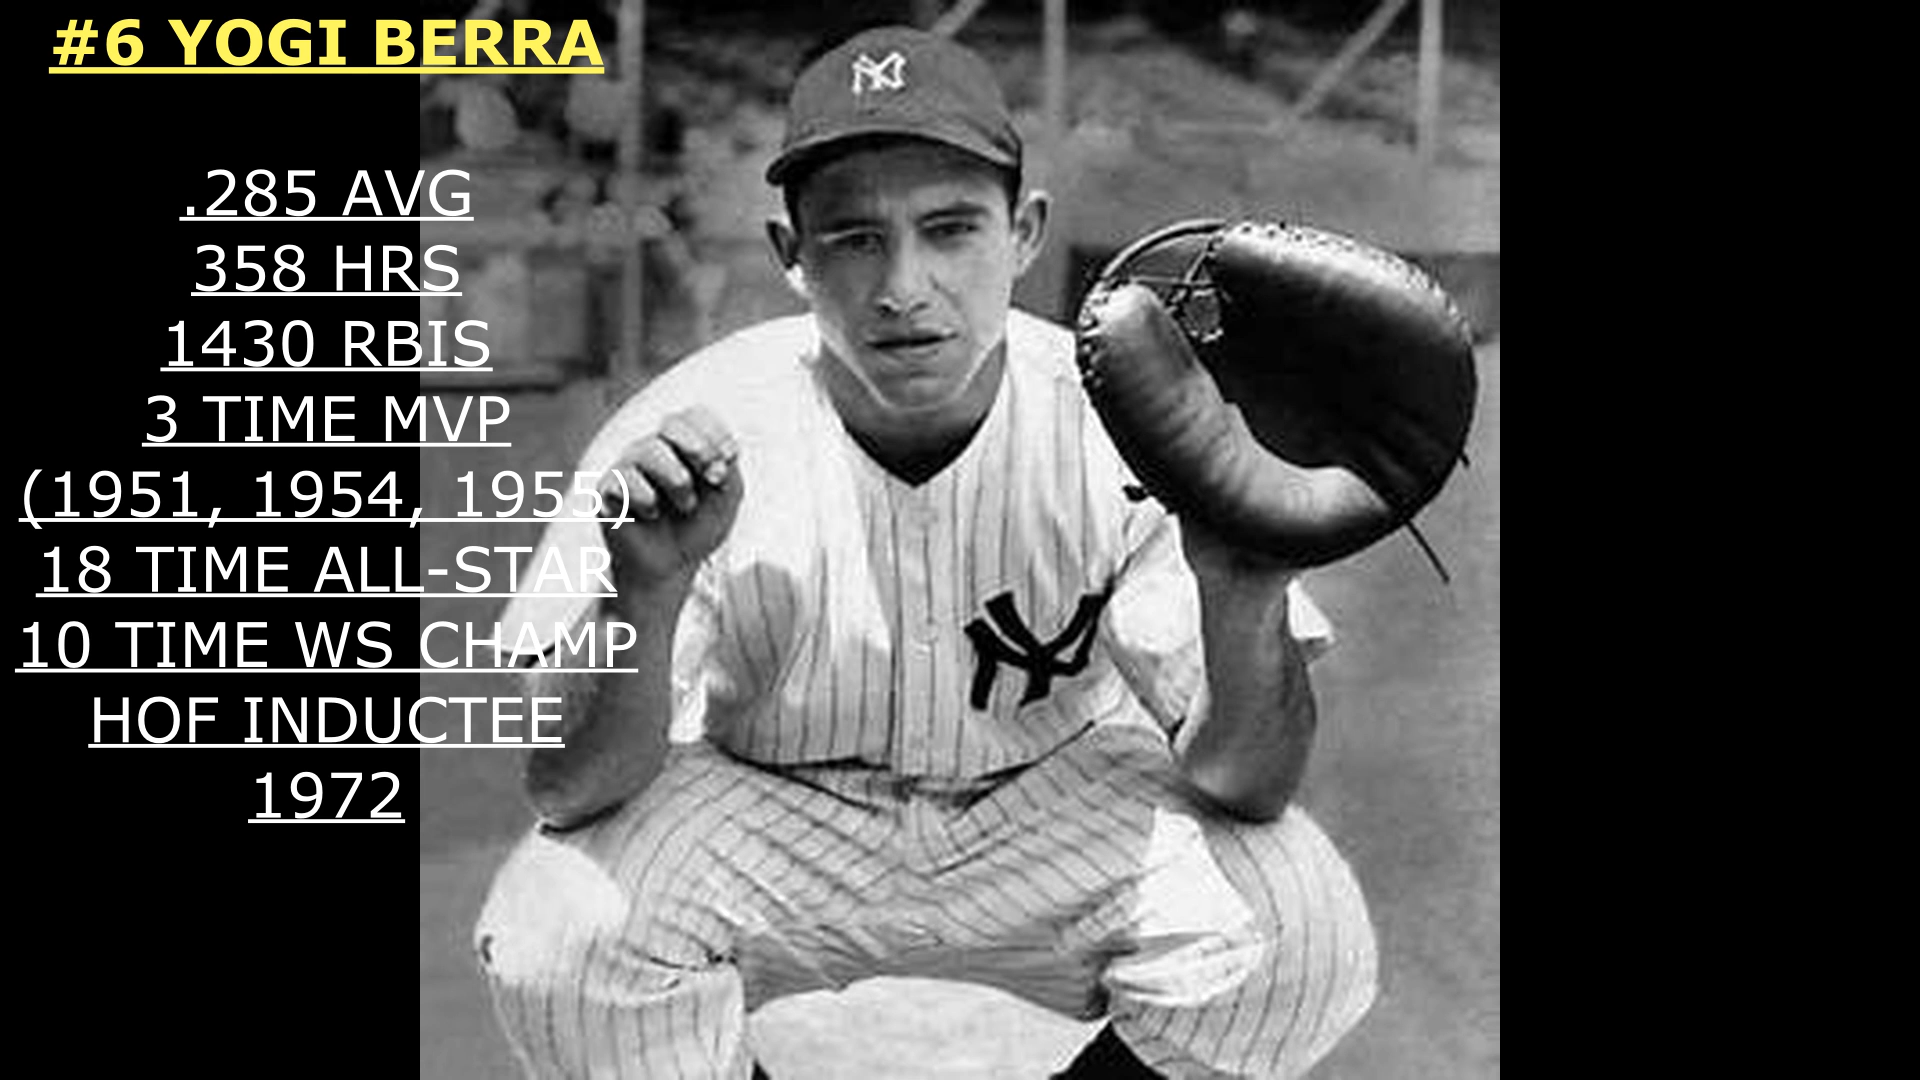 #6 YOGI BERRA
.285 AVG
358 HRS
1430 RBIS
3 TIME MVP
(1951, 1954, 1955)
18 TIME ALL-STAR
10 TIME WS CHAMP
HOF INDUCTEE
1972
NY
NY